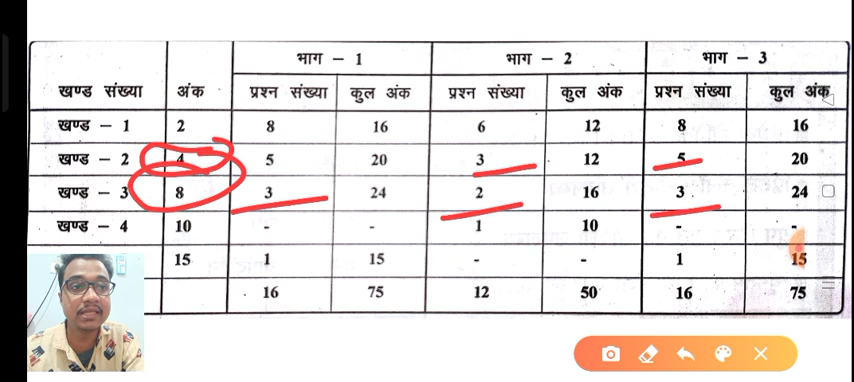 भाग – 1 भाग – 2 भाग – 3
खण्ड संख्या अंक प्रश्न संख्या कुल अंक प्रश्न संख्या कुल अंक प्रश्न संख्या कुल अंक
खण्ड – 1 2 8 16 6 12 8 16
खण्ड – 2 4 5 20 3 12 5 20
खण्ड – 3 8 3 24 2 16 3 24
खण्ड – 4 10 - - 1 10 - -
15 1 15 - - 1 15
16 75 12 50 16 75